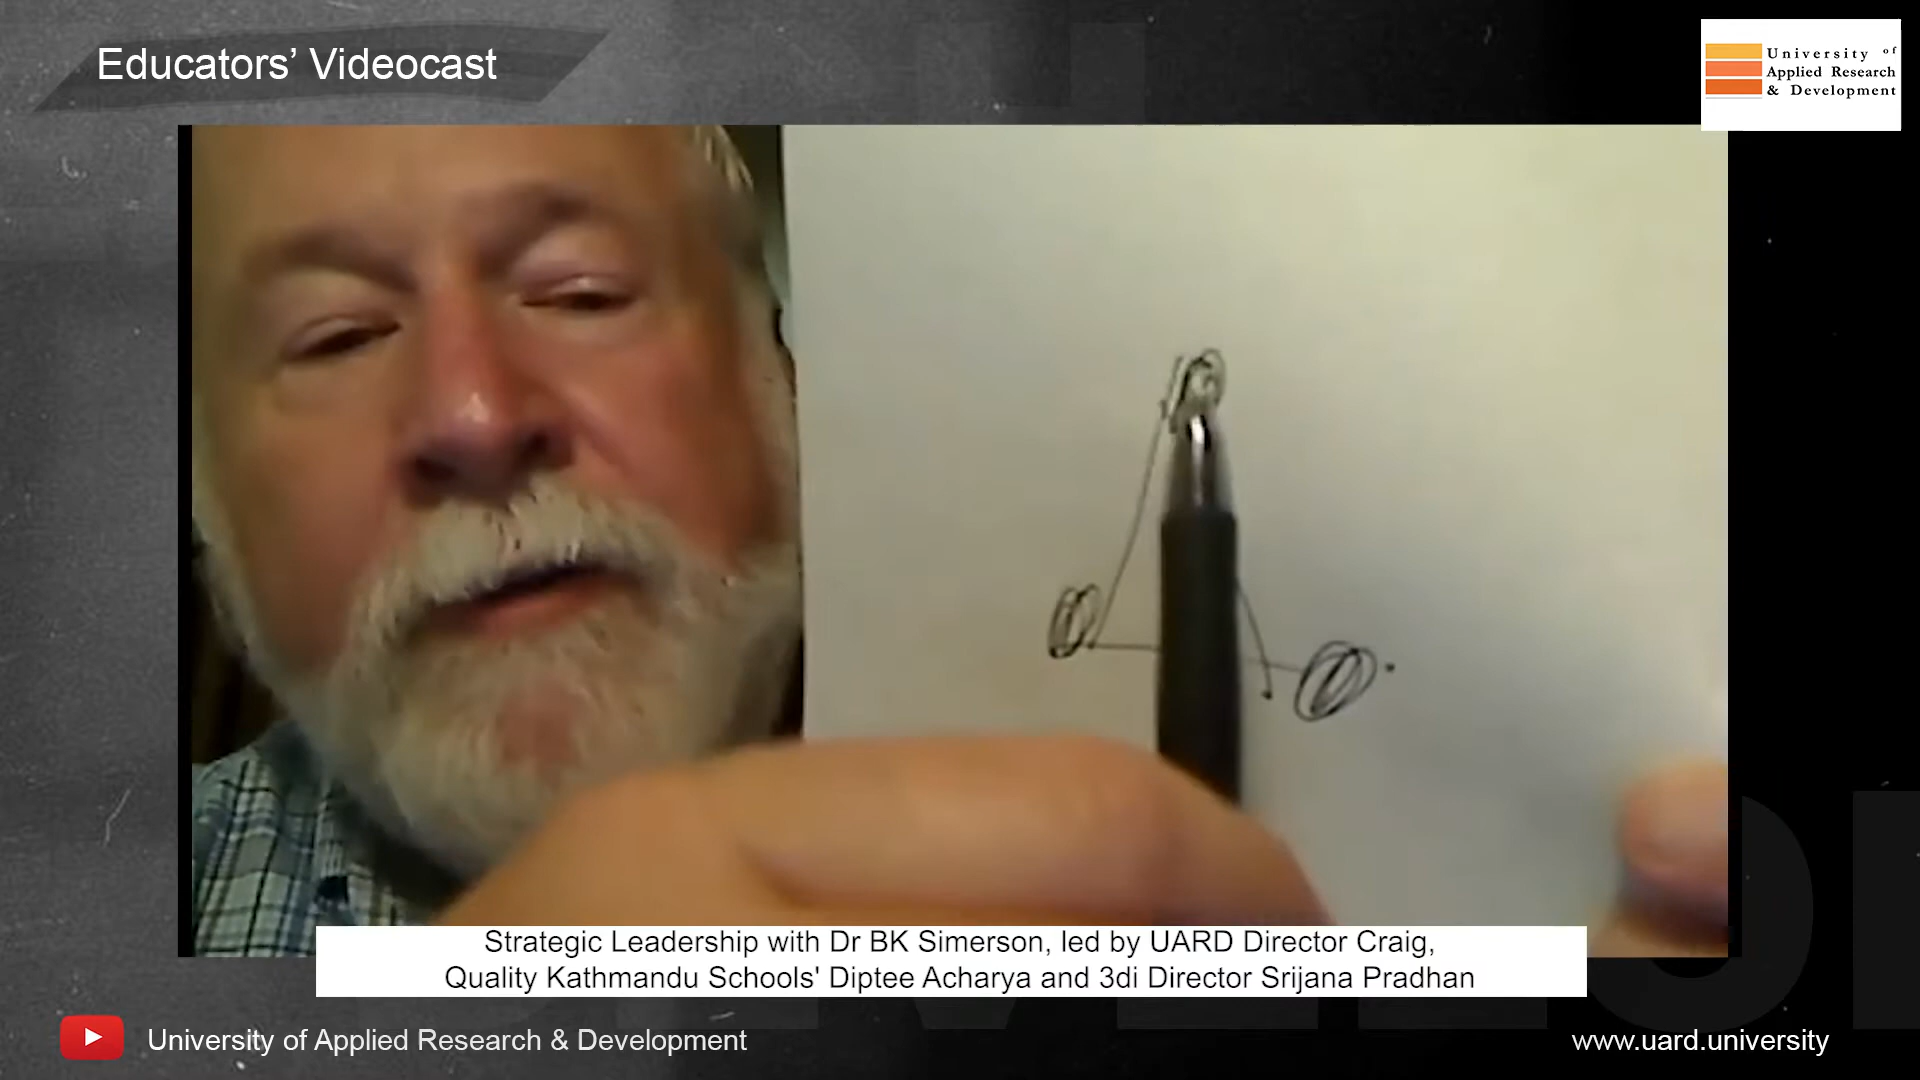 Educators’ Videocast
University of
Applied Research
& Development
Strategic Leadership with Dr BK Simerson, led by UARD Director Craig,
Quality Kathmandu Schools' Diptee Acharya and 3di Director Srijana Pradhan
University of Applied Research & Development
www.uard.university